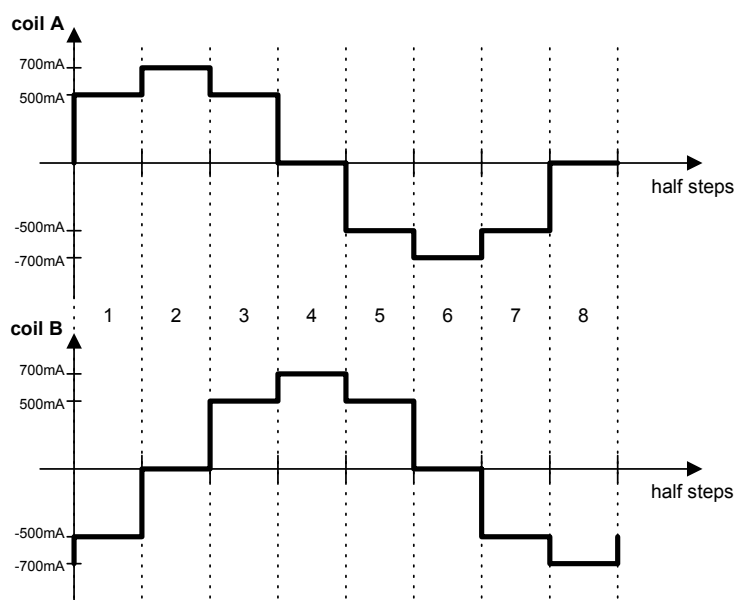 coil A
700mA
500mA
half steps
-500mA
-700mA
1 2 3 4 5 6 7 8
coil B
700mA
500mA
half steps
-500mA
-700mA